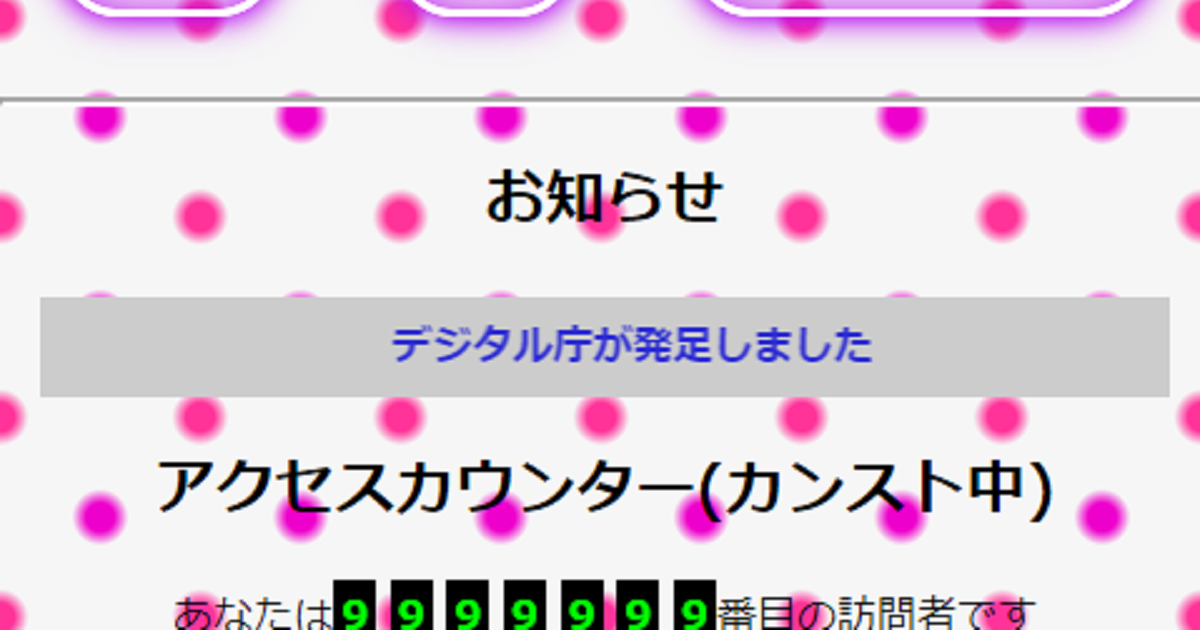 お知らせ
デジタル庁が発足しました
アクセスカウンター(カンスト中)
あなたは9999999番目の訪問者です